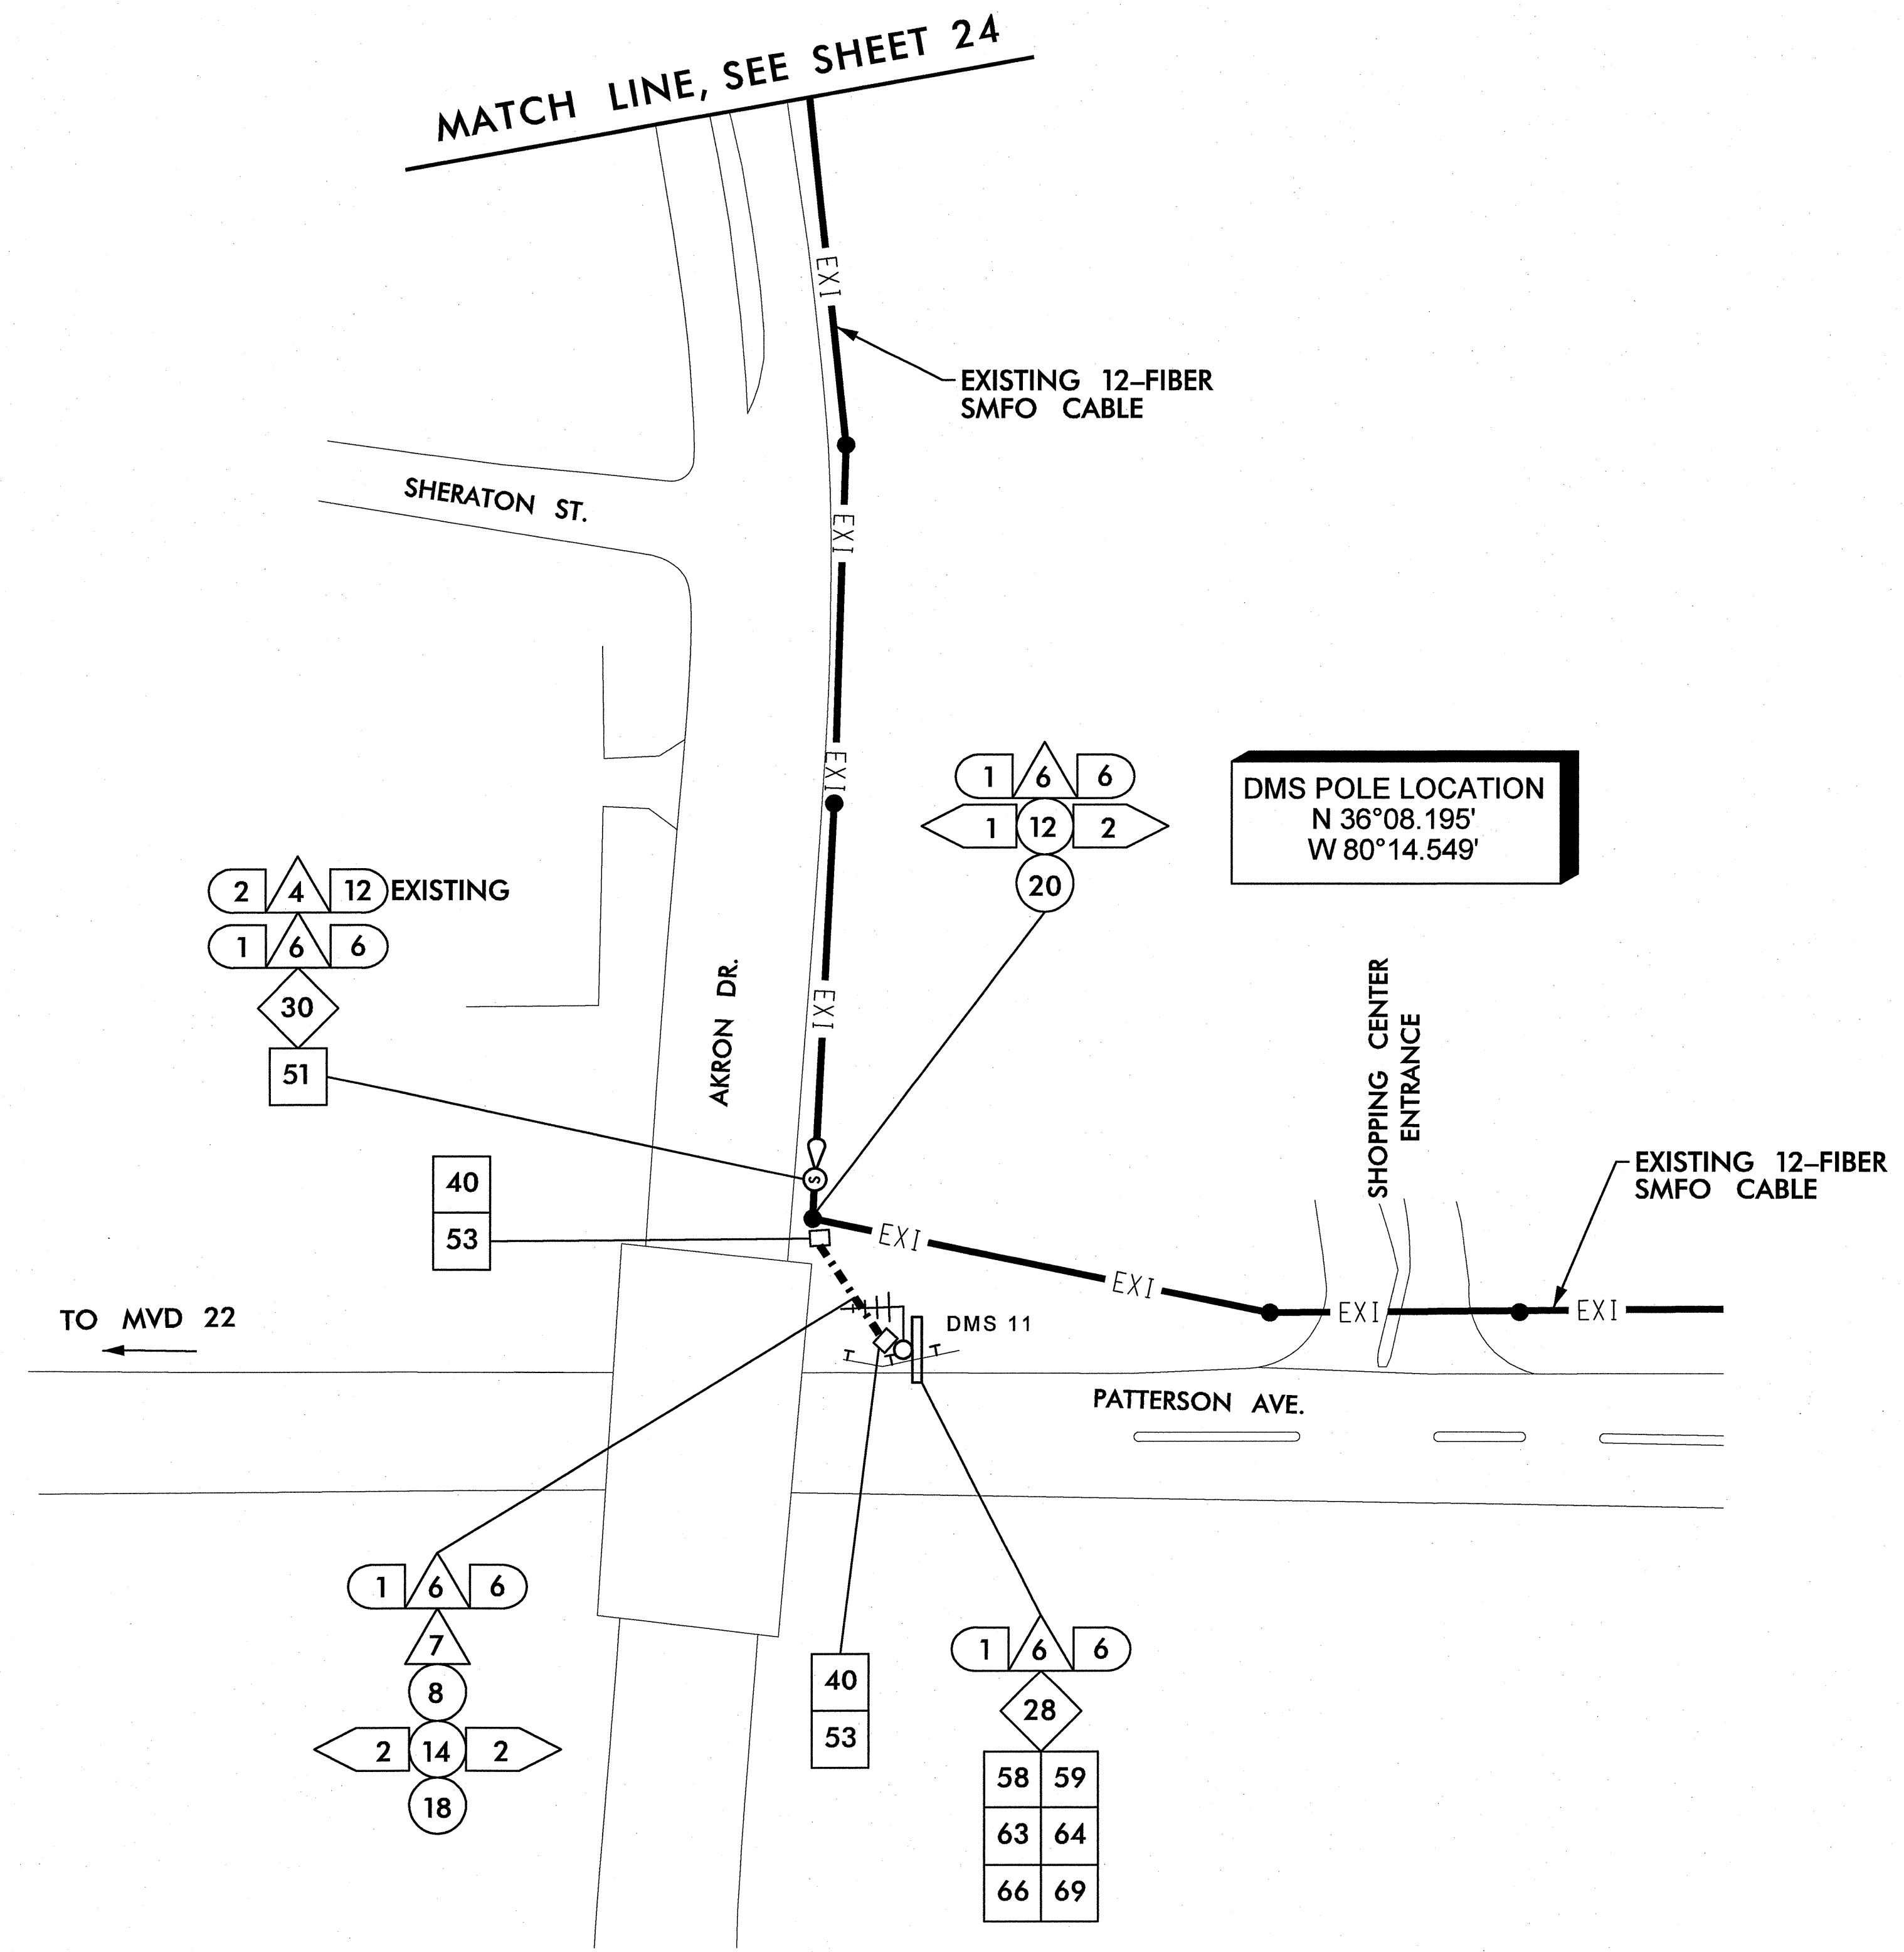 MATCH LINE, SEE SHEET 24
EXI
EXISTING 12–FIBER
SMFO CABLE
SHERATON ST.
EXI
EXI
1 6 6
1 12 2
20
DMS POLE LOCATION
N 36°08.195'
W 80°14.549'
2 4 12 EXISTING
1 6 6
30
51
AKRON DR.
EXI
SHOPPING CENTER
ENTRANCE
EXISTING 12–FIBER
SMFO CABLE
40
53
S
EXI
EXI
EXI
EXI
TO MVD 22
DMS 11
T
T
T
PATTERSON AVE.
1 6 6
7
8
2 14 2
18
40
53
1 6 6
28
58 59
63 64
66 69